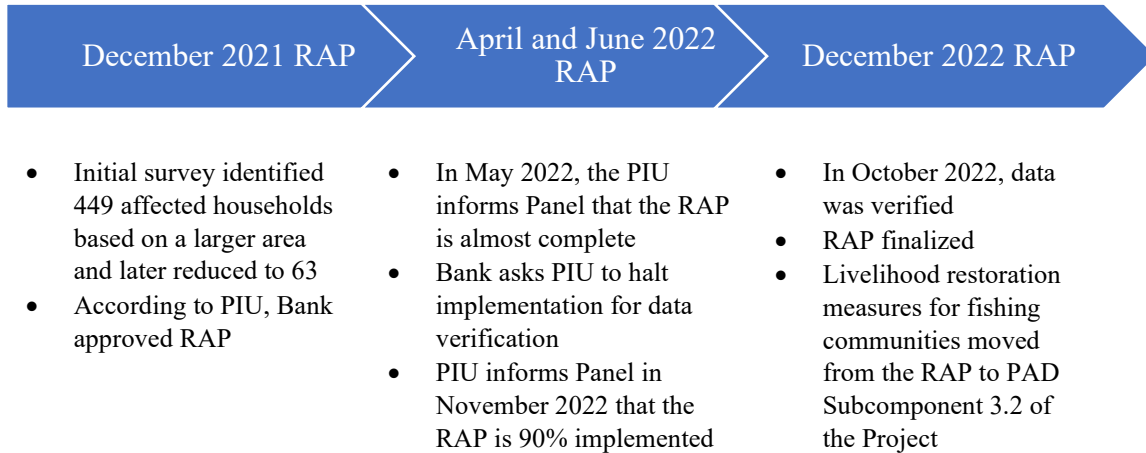 December 2021 RAP
April and June 2022
RAP
December 2022 RAP
• Initial survey identified
449 affected households
based on a larger area
and later reduced to 63
• According to PIU, Bank
approved RAP
• In May 2022, the PIU
informs Panel that the RAP
is almost complete
• Bank asks PIU to halt
implementation for data
verification
• PIU informs Panel in
November 2022 that the
RAP is 90% implemented
• In October 2022, data
was verified
• RAP finalized
• Livelihood restoration
measures for fishing
communities moved
from the RAP to PAD
Subcomponent 3.2 of
the Project